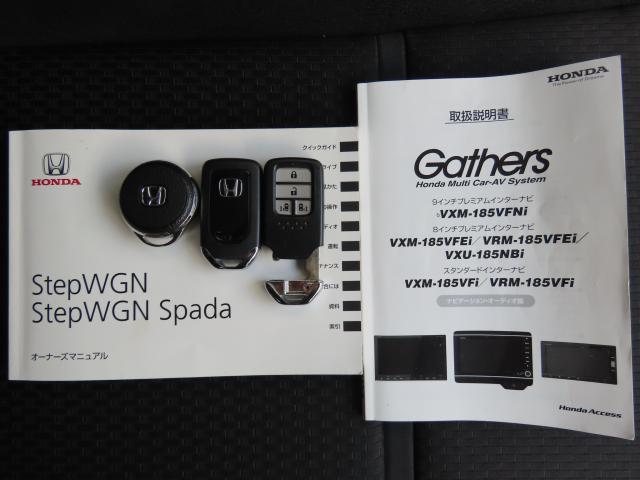 HONDA
StepWGN
StepWGN Spada
オーナーズマニュアル
クイックガイド
運転
資料
索引
HONDA
The Power of Dreams
取扱説明書
Gathers
Honda Multi Car-AV System
9インチプレミアムインターナビ
VXM-185VFNi
8インチプレミアムインターナビ
VXM-185VFEi/VRM-185VFEi/
VXU-185NBi
スタンダードインターナビ
VXM-185VFi/VRM-185VFi
ナビゲーション・オーディオ編
Honda Access